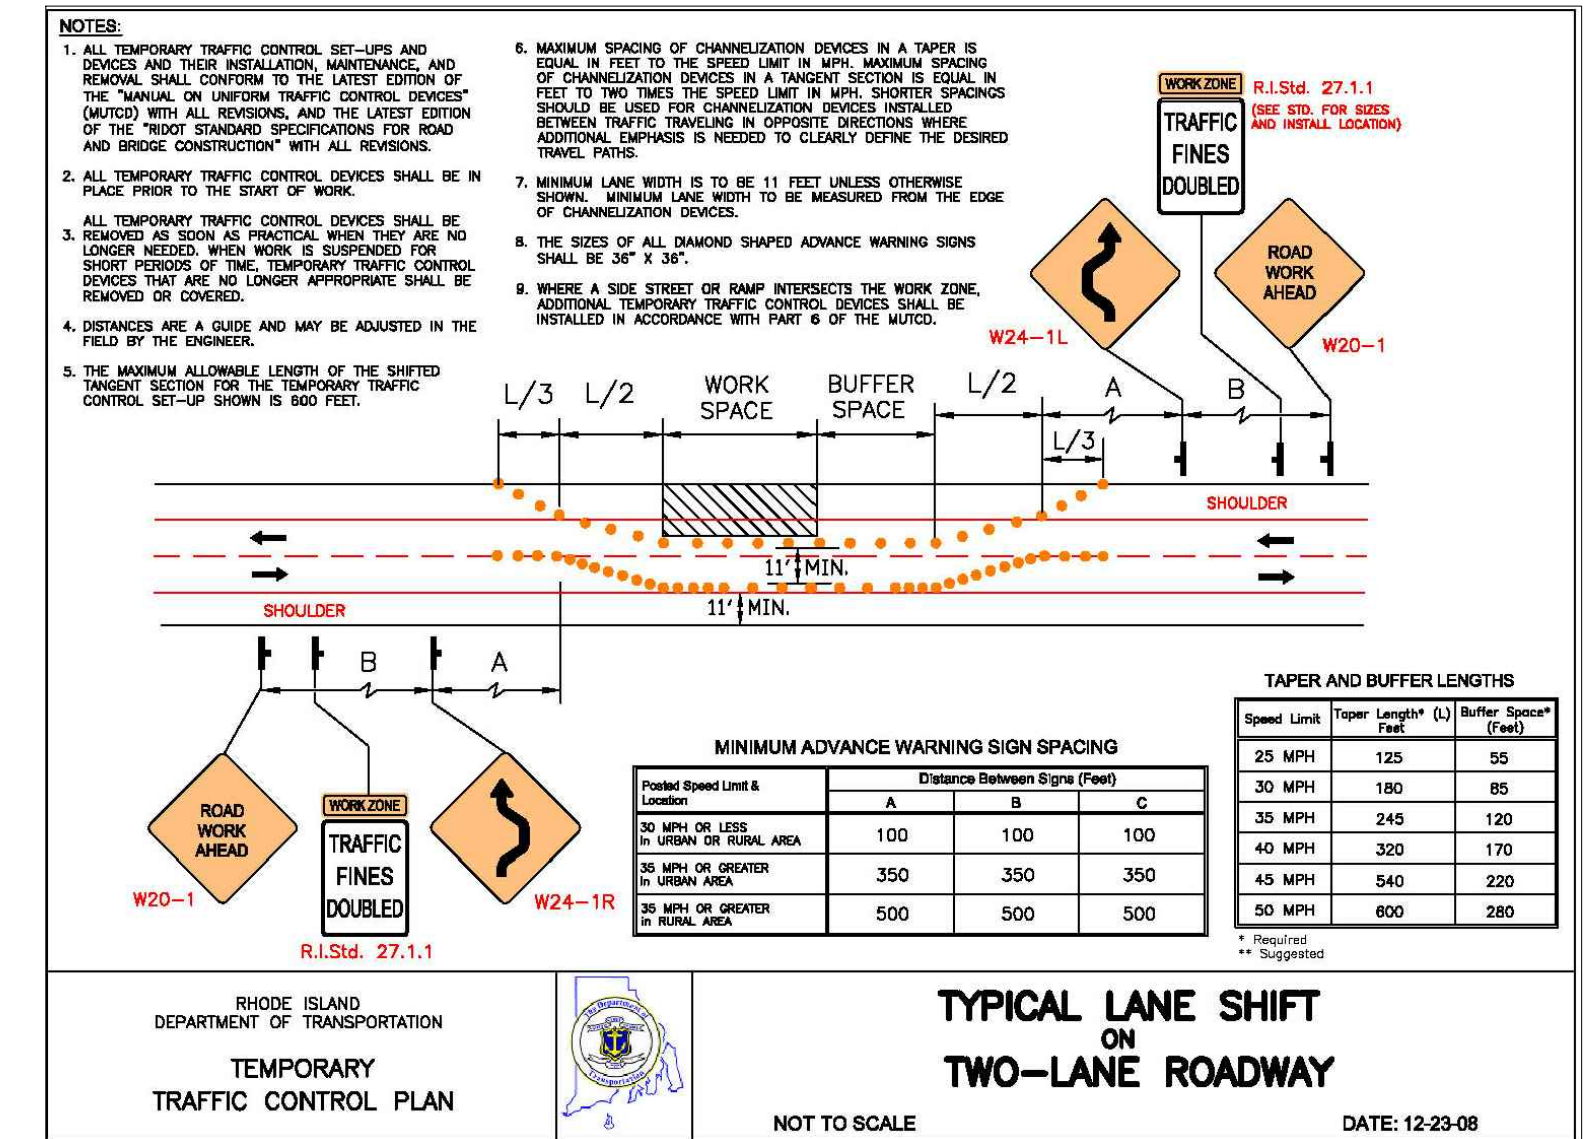 NOTES:
1. ALL TEMPORARY TRAFFIC CONTROL SET-UPS AND
DEVICES AND THEIR INSTALLATION, MAINTENANCE, AND
REMOVAL SHALL CONFORM TO THE LATEST EDITION OF
THE "MANUAL ON UNIFORM TRAFFIC CONTROL DEVICES"
(MUTCD) WITH ALL REVISIONS, AND THE LATEST EDITION
OF THE "RIDOT STANDARD SPECIFICATIONS FOR ROAD
AND BRIDGE CONSTRUCTION" WITH ALL REVISIONS.
2. ALL TEMPORARY TRAFFIC CONTROL DEVICES SHALL BE IN
PLACE PRIOR TO THE START OF WORK.
ALL TEMPORARY TRAFFIC CONTROL DEVICES SHALL BE
3. REMOVED AS SOON AS PRACTICAL WHEN THEY ARE NO
LONGER NEEDED. WHEN WORK IS SUSPENDED FOR
SHORT PERIODS OF TIME, TEMPORARY TRAFFIC CONTROL
DEVICES THAT ARE NO LONGER APPROPRIATE SHALL BE
REMOVED OR COVERED.
4. DISTANCES ARE A GUIDE AND MAY BE ADJUSTED IN THE
FIELD BY THE ENGINEER.
5. THE MAXIMUM ALLOWABLE LENGTH OF THE SHIFTED
TANGENT SECTION FOR THE TEMPORARY TRAFFIC
CONTROL SET-UP SHOWN IS 600 FEET.
6. MAXIMUM SPACING OF CHANNELIZATION DEVICES IN A TAPER IS
EQUAL IN FEET TO THE SPEED LIMIT IN MPH. MAXIMUM SPACING
OF CHANNELIZATION DEVICES IN A TANGENT SECTION IS EQUAL IN
FEET TO TWO TIMES THE SPEED LIMIT IN MPH. SHORTER SPACINGS
SHOULD BE USED FOR CHANNELIZATION DEVICES INSTALLED
BETWEEN TRAFFIC TRAVELING IN OPPOSITE DIRECTIONS WHERE
ADDITIONAL EMPHASIS IS NEEDED TO CLEARLY DEFINE THE DESIRED
TRAVEL PATHS.
7. MINIMUM LANE WIDTH IS TO BE 11 FEET UNLESS OTHERWISE
SHOWN. MINIMUM LANE WIDTH TO BE MEASURED FROM THE EDGE
OF CHANNELIZATION DEVICES.
8. THE SIZES OF ALL DIAMOND SHAPED ADVANCE WARNING SIGNS
SHALL BE 36" X 36".
9. WHERE A SIDE STREET OR RAMP INTERSECTS THE WORK ZONE,
ADDITIONAL TEMPORARY TRAFFIC CONTROL DEVICES SHALL BE
INSTALLED IN ACCORDANCE WITH PART 6 OF THE MUTCD.
WORK ZONE
TRAFFIC
FINES
DOUBLED
R.I.Std. 27.1.1
(SEE STD. FOR SIZES
AND INSTALL LOCATION)
W24-1L
ROAD
WORK
AHEAD
W20-1
L/3
L/2
WORK
SPACE
BUFFER
SPACE
L/2
A
B
L/3
SHOULDER
11' MIN.
11' MIN.
SHOULDER
B
A
ROAD
WORK
AHEAD
W20-1
WORK ZONE
TRAFFIC
FINES
DOUBLED
R.I.Std. 27.1.1
W24-1R
MINIMUM ADVANCE WARNING SIGN SPACING
Posted Speed Limit &
Location
Distance Between Signs (Feet)
A B C
30 MPH OR LESS
in URBAN OR RURAL AREA
100 100 100
35 MPH OR GREATER
in URBAN AREA
350 350 350
35 MPH OR GREATER
in RURAL AREA
500 500 500
TAPER AND BUFFER LENGTHS
Speed Limit
Taper Length* (L)
Feet
Buffer Space*
(Feet)
25 MPH 125 55
30 MPH 180 85
35 MPH 245 120
40 MPH 320 170
45 MPH 540 220
50 MPH 600 280
* Required
** Suggested
RHODE ISLAND
DEPARTMENT OF TRANSPORTATION
TEMPORARY
TRAFFIC CONTROL PLAN
The Department of
Transportation
TYPICAL LANE SHIFT
ON
TWO-LANE ROADWAY
NOT TO SCALE
DATE: 12-23-08